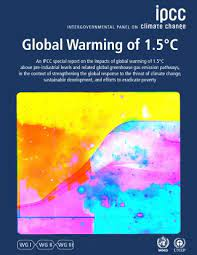 ipcc
INTERGOVERNMENTAL PANEL ON climate change
Global Warming of 1.5°C
An IPCC special report on the impacts of global warming of 1.5°C
above pre-industrial levels and related global greenhouse gas emission pathways,
in the context of strengthening the global response to the threat of climate change,
sustainable development, and efforts to eradicate poverty
WG I WG II WG III
WMO UNEP